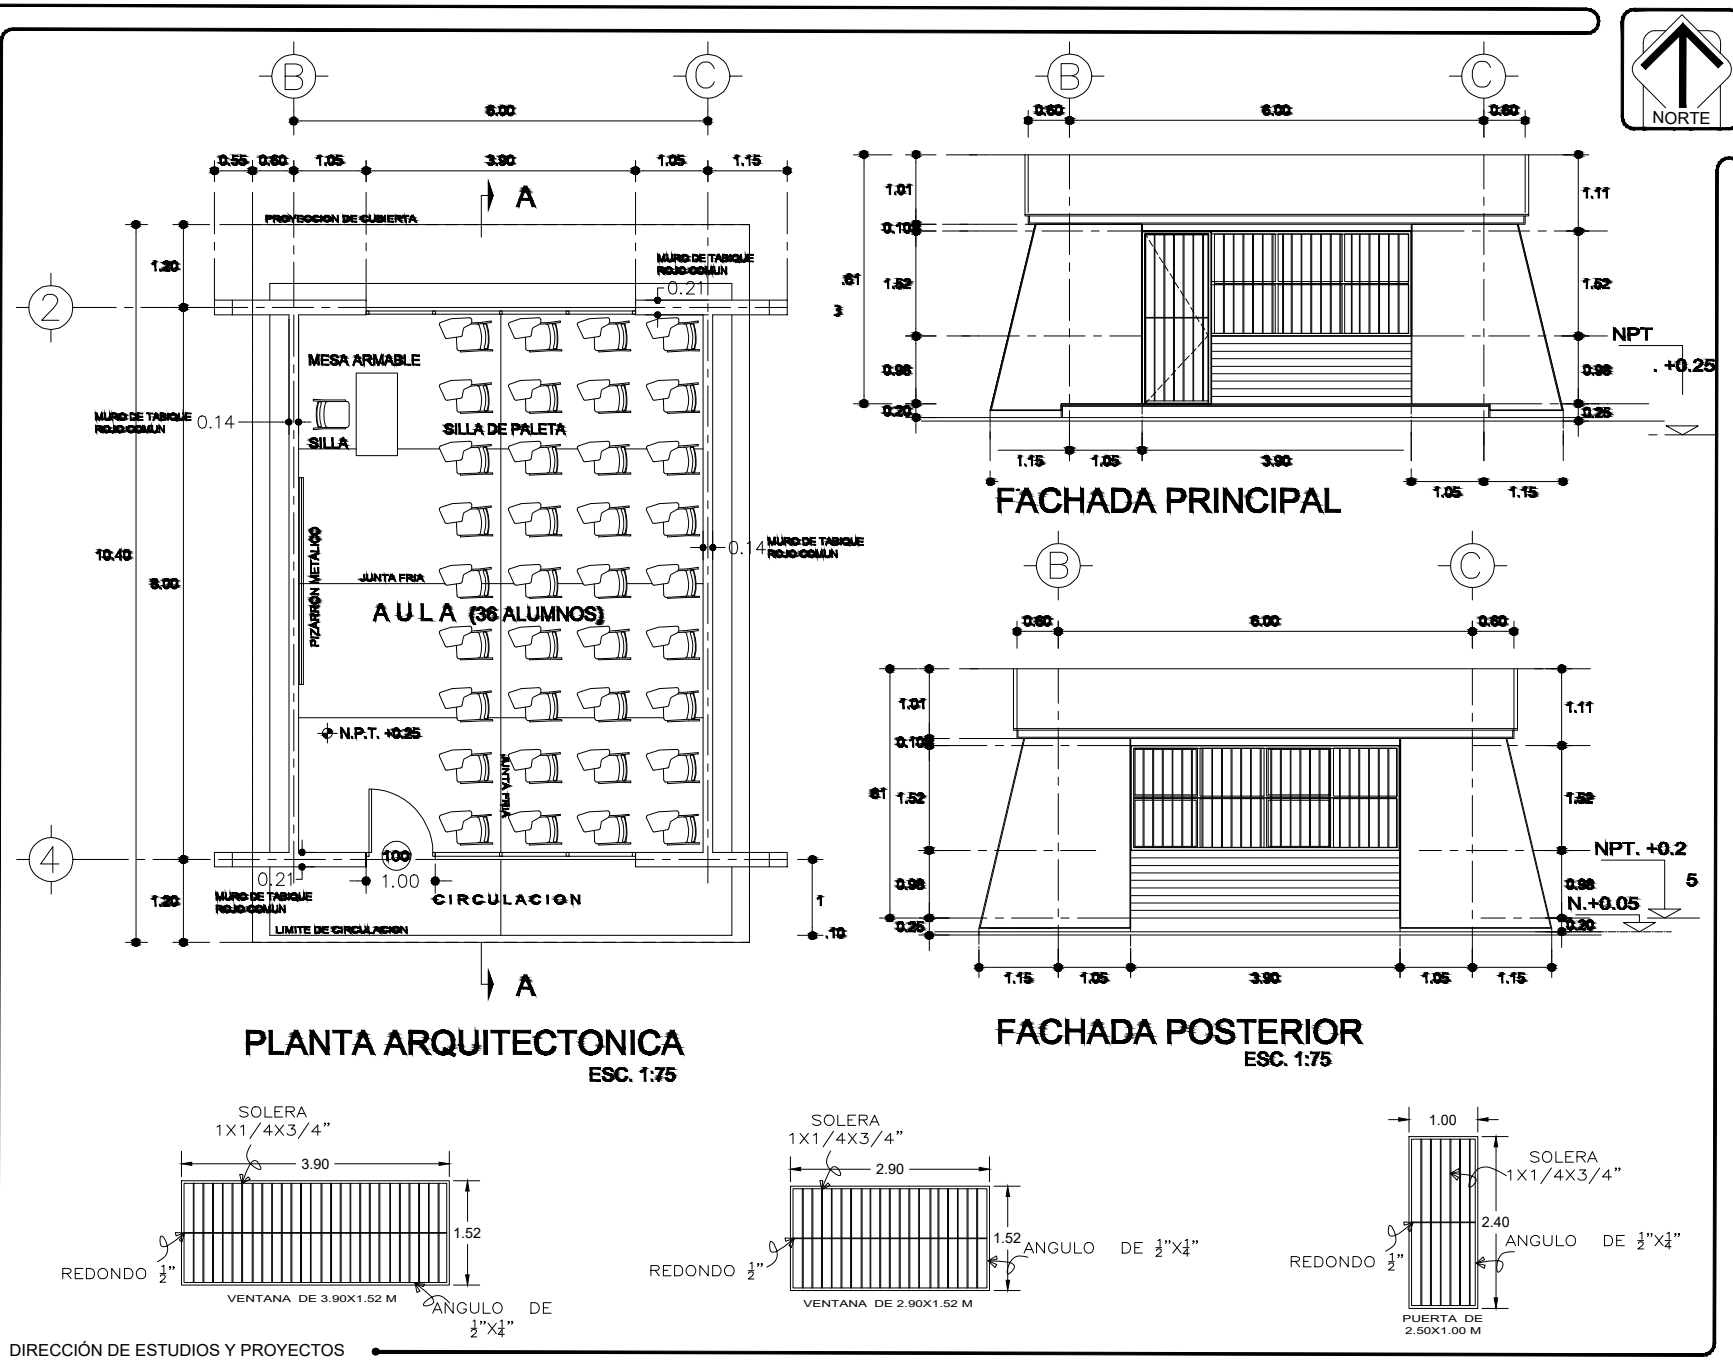 B
C
6.00
0.55
0.60
1.05
3.90
1.05
1.15
A
PROYECCION DE CUBIERTA
1.20
MURO DE TABIQUE
ROJO COMUN
0.21
2
MESA ARMABLE
MURO DE TABIQUE
ROJO COMUN
0.14
SILLA
SILLA DE PALETA
10.40
8.00
PIZARRÓN METALICO
JUNTA FRIA
0.14
MURO DE TABIQUE
ROJO COMUN
A U L A (36 ALUMNOS)
N.P.T. +0.25
JUNTA FRIA
4
100
1.00
0.21
MURO DE TABIQUE
ROJO COMUN
1.20
C I R C U L A C I O N
LIMITE DE CIRCULACION
1
.10
A
PLANTA ARQUITECTONICA
ESC. 1:75
B
C
0.60
6.00
0.60
1.01
0.10
.61
3
1.52
0.98
0.20
1.11
1.52
0.98
0.25
NPT
. +0.25
1.15
1.05
3.90
1.05
1.15
FACHADA PRINCIPAL
B
C
0.60
6.00
0.60
1.01
0.10
61
1.52
0.98
0.25
1.11
1.52
0.98
0.20
NPT. +0.2
5
N.+0.05
1.15
1.05
3.90
1.05
1.15
FACHADA POSTERIOR
ESC. 1:75
NORTE
SOLERA
1X1/4X3/4”
3.90
1.52
REDONDO ½”
VENTANA DE 3.90X1.52 M
ANGULO DE
½”X¼”
SOLERA
1X1/4X3/4”
2.90
1.52
REDONDO ½”
ANGULO DE ½”X¼”
VENTANA DE 2.90X1.52 M
1.00
SOLERA
1X1/4X3/4”
2.40
REDONDO ½”
ANGULO DE ½”X¼”
PUERTA DE
2.50X1.00 M
DIRECCIÓN DE ESTUDIOS Y PROYECTOS